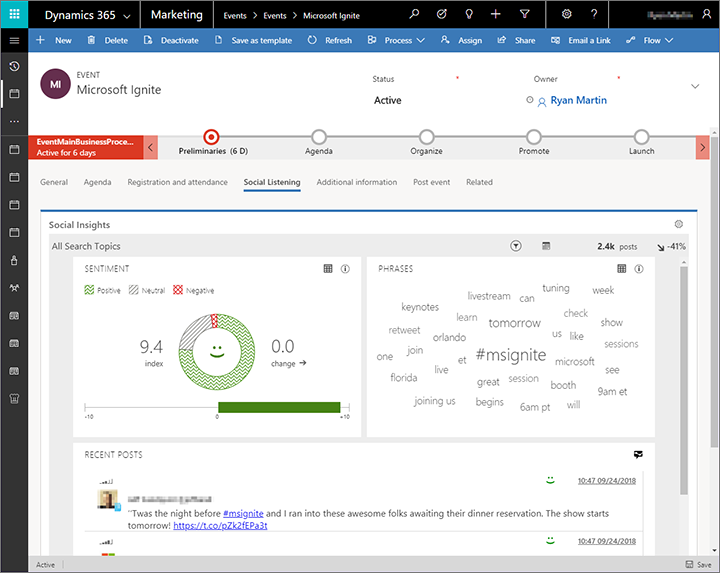 Dynamics 365 Marketing Events > Events > Microsoft Ignite
New Delete Deactivate Save as template Refresh Process Assign Share Email a Link Flow
MI
EVENT
Microsoft Ignite
Status *
Active
Owner *
Ryan Martin
EventMainBusinessProce...
Active for 6 days
Preliminaries (6 D) Agenda Organize Promote Launch
General Agenda Registration and attendance Social Listening Additional information Post event Related
Social Insights
All Search Topics 2.4k posts -41%
SENTIMENT
Positive Neutral Negative
9.4
index
0.0
change →
-10 0 +10
PHRASES
tuning
livestream can week
keynotes check
learn tomorrow show
retweet orlando us like sessions
one join et #msignite microsoft
florida live see
great session booth 9am et
joining us begins 6am pt will
RECENT POSTS
10:47 09/24/2018
"Twas the night before #msignite and I ran into these awesome folks awaiting their dinner reservation. The show starts
tomorrow! https://t.co/pZk2fEPa3t
10:47 09/24/2018
Active Save